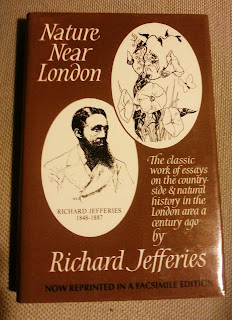 Nature
Near
London
RICHARD JEFFERIES
1848-1887
The classic
work of essays
on the country-
side & natural
history in the
London area a
century ago
by
Richard Jefferies
NOW REPRINTED IN A FACSIMILE EDITION